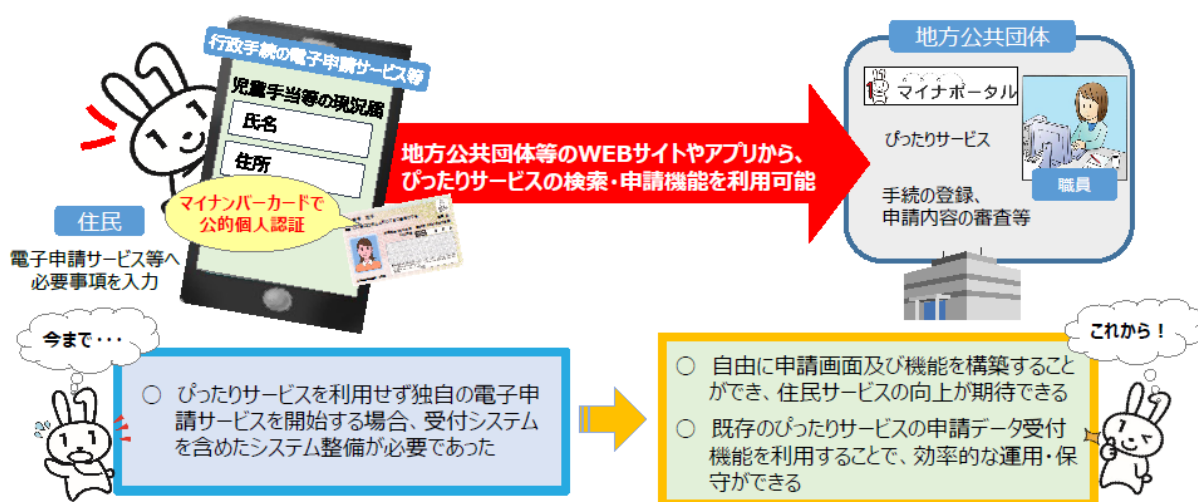 行政手続の電子申請サービス等
児童手当等の現況届
氏名
住所
マイナンバーカードで
公的個人認証
住民
電子申請サービス等へ
必要事項を入力
地方公共団体等のWEBサイトやアプリから、
ぴったりサービスの検索・申請機能を利用可能
地方公共団体
マイナポータル
ぴったりサービス
職員
手続の登録、
申請内容の審査等
今まで・・・
○ ぴったりサービスを利用せず独自の電子申
請サービスを開始する場合、受付システム
を含めたシステム整備が必要であった
これから！
○ 自由に申請画面及び機能を構築すること
ができ、住民サービスの向上が期待できる
○ 既存のぴったりサービスの申請データ受付
機能を利用することで、効率的な運用・保
守ができる